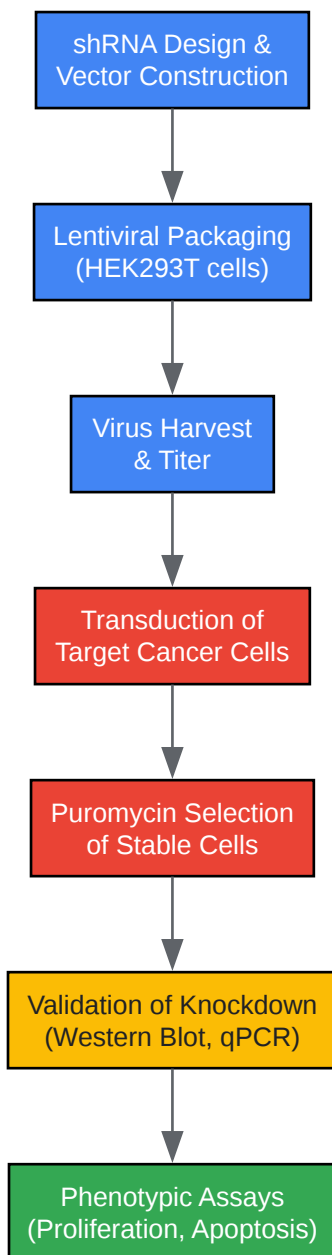 shRNA Design &
Vector Construction
Lentiviral Packaging
(HEK293T cells)
Virus Harvest
& Titer
Transduction of
Target Cancer Cells
Puromycin Selection
of Stable Cells
Validation of Knockdown
(Western Blot, qPCR)
Phenotypic Assays
(Proliferation, Apoptosis)